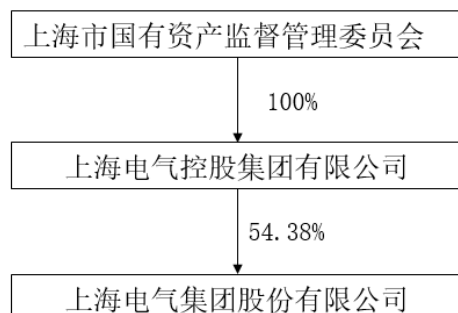 上海市国有资产监督管理委员会
100%
上海电气控股集团有限公司
54.38%
上海电气集团股份有限公司